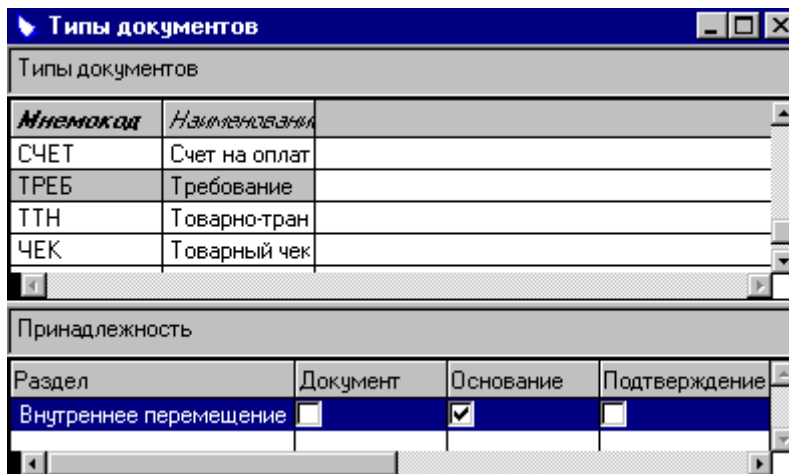 Типы документов
Типы документов
Мнемокод Наименовани
СЧЕТ Счет на оплат
ТРЕБ Требование
ТТН Товарно-тран
ЧЕК Товарный чек
Принадлежность
Раздел Документ Основание Подтверждение
Внутреннее перемещение